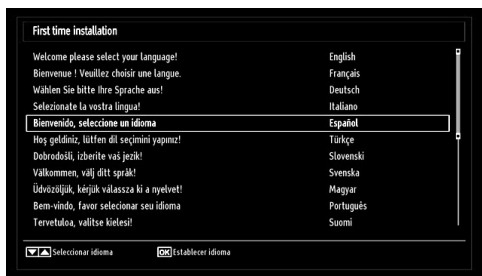 First time installation
Welcome please select your language! English
Bienvenue ! Veuillez choisir une langue. Français
Wählen Sie bitte Ihre Sprache aus! Deutsch
Selezionate la vostra lingua! Italiano
Bienvenido, seleccione un idioma Español
Hoş geldiniz, lütfen dil seçimini yapınız! Türkçe
Dobrodošli, izberite vaš jezik! Slovenski
Välkommen, välj ditt språk! Svenska
Üdvözöljük, kérjük válassza ki a nyelvet! Magyar
Bem-vindo, favor selecionar seu idioma Português
Tervetuloa, valitse kielesi! Suomi
Seleccionar idioma OK Establecer idioma